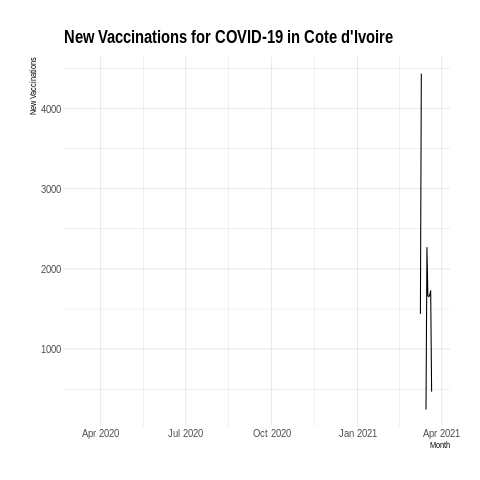 New Vaccinations for COVID-19 in Cote d'Ivoire
New Vaccinations
4000
3000
2000
1000
Apr 2020
Jul 2020
Oct 2020
Jan 2021
Apr 2021
Month